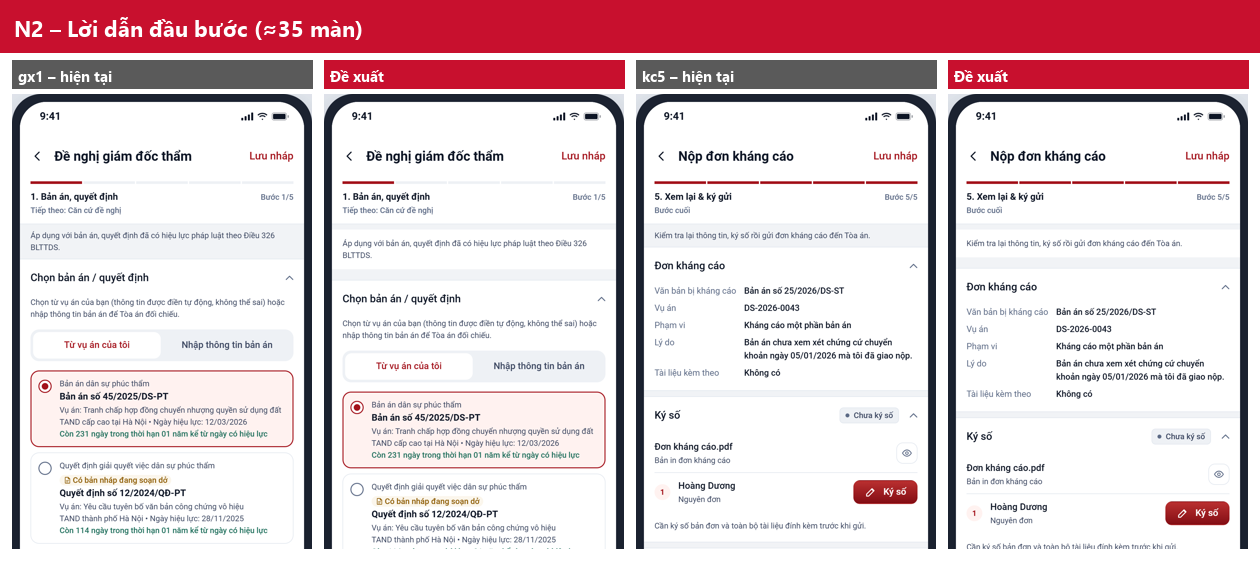 N2 – Lời dẫn đầu bước (≈35 màn)
gx1 – hiện tại
9:41
Đề nghị giám đốc thẩm
Lưu nháp
1. Bản án, quyết định
Bước 1/5
Tiếp theo: Căn cứ đề nghị
Áp dụng với bản án, quyết định đã có hiệu lực pháp luật theo Điều 326
BLTTDS.
Chọn bản án / quyết định
Chọn từ vụ án của bạn (thông tin được điền tự động, không thể sai) hoặc
nhập thông tin bản án để Tòa án đối chiếu.
Từ vụ án của tôi
Nhập thông tin bản án
Bản án dân sự phúc thẩm
Bản án số 45/2025/DS-PT
Vụ án: Tranh chấp hợp đồng chuyển nhượng quyền sử dụng đất
TAND cấp cao tại Hà Nội • Ngày hiệu lực: 12/03/2026
Còn 231 ngày trong thời hạn 01 năm kể từ ngày có hiệu lực
Quyết định giải quyết việc dân sự phúc thẩm
Có bản nháp đang soạn dở
Quyết định số 12/2024/QĐ-PT
Vụ án: Yêu cầu tuyên bố văn bản công chứng vô hiệu
TAND thành phố Hà Nội • Ngày hiệu lực: 28/11/2025
Còn 114 ngày trong thời hạn 01 năm kể từ ngày có hiệu lực
Đề xuất
9:41
Đề nghị giám đốc thẩm
Lưu nháp
1. Bản án, quyết định
Bước 1/5
Tiếp theo: Căn cứ đề nghị
Áp dụng với bản án, quyết định đã có hiệu lực pháp luật theo Điều 326
BLTTDS.
Chọn bản án / quyết định
Chọn từ vụ án của bạn (thông tin được điền tự động, không thể sai) hoặc
nhập thông tin bản án để Tòa án đối chiếu.
Từ vụ án của tôi
Nhập thông tin bản án
Bản án dân sự phúc thẩm
Bản án số 45/2025/DS-PT
Vụ án: Tranh chấp hợp đồng chuyển nhượng quyền sử dụng đất
TAND cấp cao tại Hà Nội • Ngày hiệu lực: 12/03/2026
Còn 231 ngày trong thời hạn 01 năm kể từ ngày có hiệu lực
Quyết định giải quyết việc dân sự phúc thẩm
Có bản nháp đang soạn dở
Quyết định số 12/2024/QĐ-PT
Vụ án: Yêu cầu tuyên bố văn bản công chứng vô hiệu
TAND thành phố Hà Nội • Ngày hiệu lực: 28/11/2025
kc5 – hiện tại
9:41
Nộp đơn kháng cáo
Lưu nháp
5. Xem lại & ký gửi
Bước 5/5
Bước cuối
Kiểm tra lại thông tin, ký số rồi gửi đơn kháng cáo đến Tòa án.
Đơn kháng cáo
Văn bản bị kháng cáo Bản án số 25/2026/DS-ST
Vụ án DS-2026-0043
Phạm vi Kháng cáo một phần bản án
Lý do Bản án chưa xem xét chứng cứ chuyển
khoản ngày 05/01/2026 mà tôi đã giao nộp.
Tài liệu kèm theo Không có
Ký số
Chưa ký số
Đơn kháng cáo.pdf
Bản in đơn kháng cáo
1 Hoàng Dương
Nguyên đơn
Ký số
Cần ký số bản đơn và toàn bộ tài liệu đính kèm trước khi gửi.
Đề xuất
9:41
Nộp đơn kháng cáo
Lưu nháp
5. Xem lại & ký gửi
Bước 5/5
Bước cuối
Kiểm tra lại thông tin, ký số rồi gửi đơn kháng cáo đến Tòa án.
Đơn kháng cáo
Văn bản bị kháng cáo Bản án số 25/2026/DS-ST
Vụ án DS-2026-0043
Phạm vi Kháng cáo một phần bản án
Lý do Bản án chưa xem xét chứng cứ chuyển
khoản ngày 05/01/2026 mà tôi đã giao nộp.
Tài liệu kèm theo Không có
Ký số
Chưa ký số
Đơn kháng cáo.pdf
Bản in đơn kháng cáo
1 Hoàng Dương
Nguyên đơn
Ký số
Cần ký số bản đơn và toàn bộ tài liệu đính kèm trước khi gửi